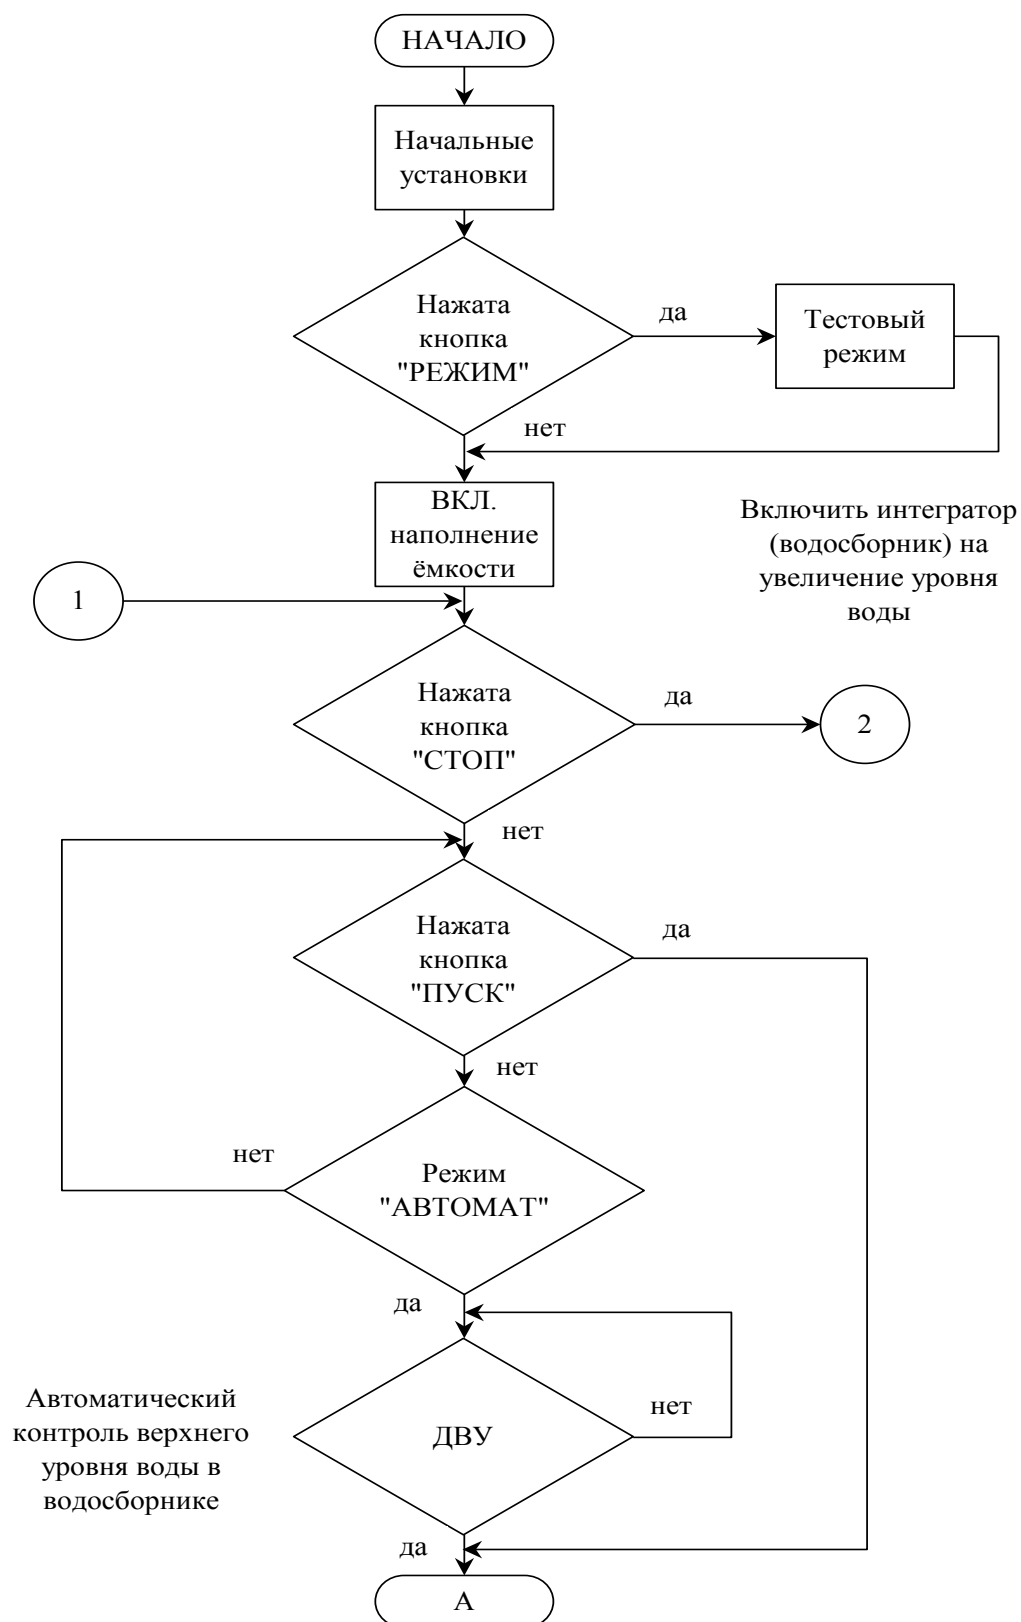 НАЧАЛО
Начальные
установки
Нажата
кнопка
"РЕЖИМ"
да
Тестовый
режим
нет
ВКЛ.
наполнение
ёмкости
Включить интегратор
(водосборник) на
увеличение уровня
воды
1
Нажата
кнопка
"СТОП"
да
2
нет
Нажата
кнопка
"ПУСК"
да
нет
Режим
"АВТОМАТ"
нет
да
ДВУ
нет
Автоматический
контроль верхнего
уровня воды в
водосборнике
да
А